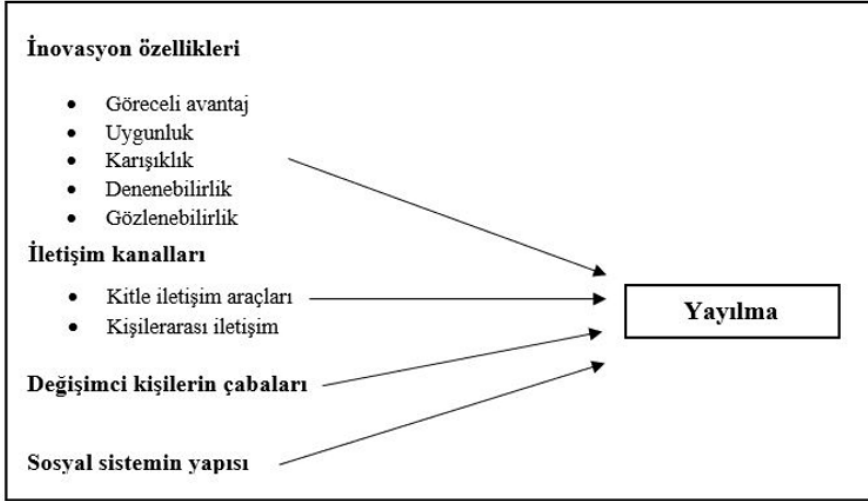 İnovasyon özellikleri
• Göreceli avantaj
• Uygunluk
• Karışıklık
• Denenebilirlik
• Gözlenebilirlik
İletişim kanalları
• Kitle iletişim araçları
• Kişilerarası iletişim
Yayılma
Değişimci kişilerin çabaları
Sosyal sistemin yapısı